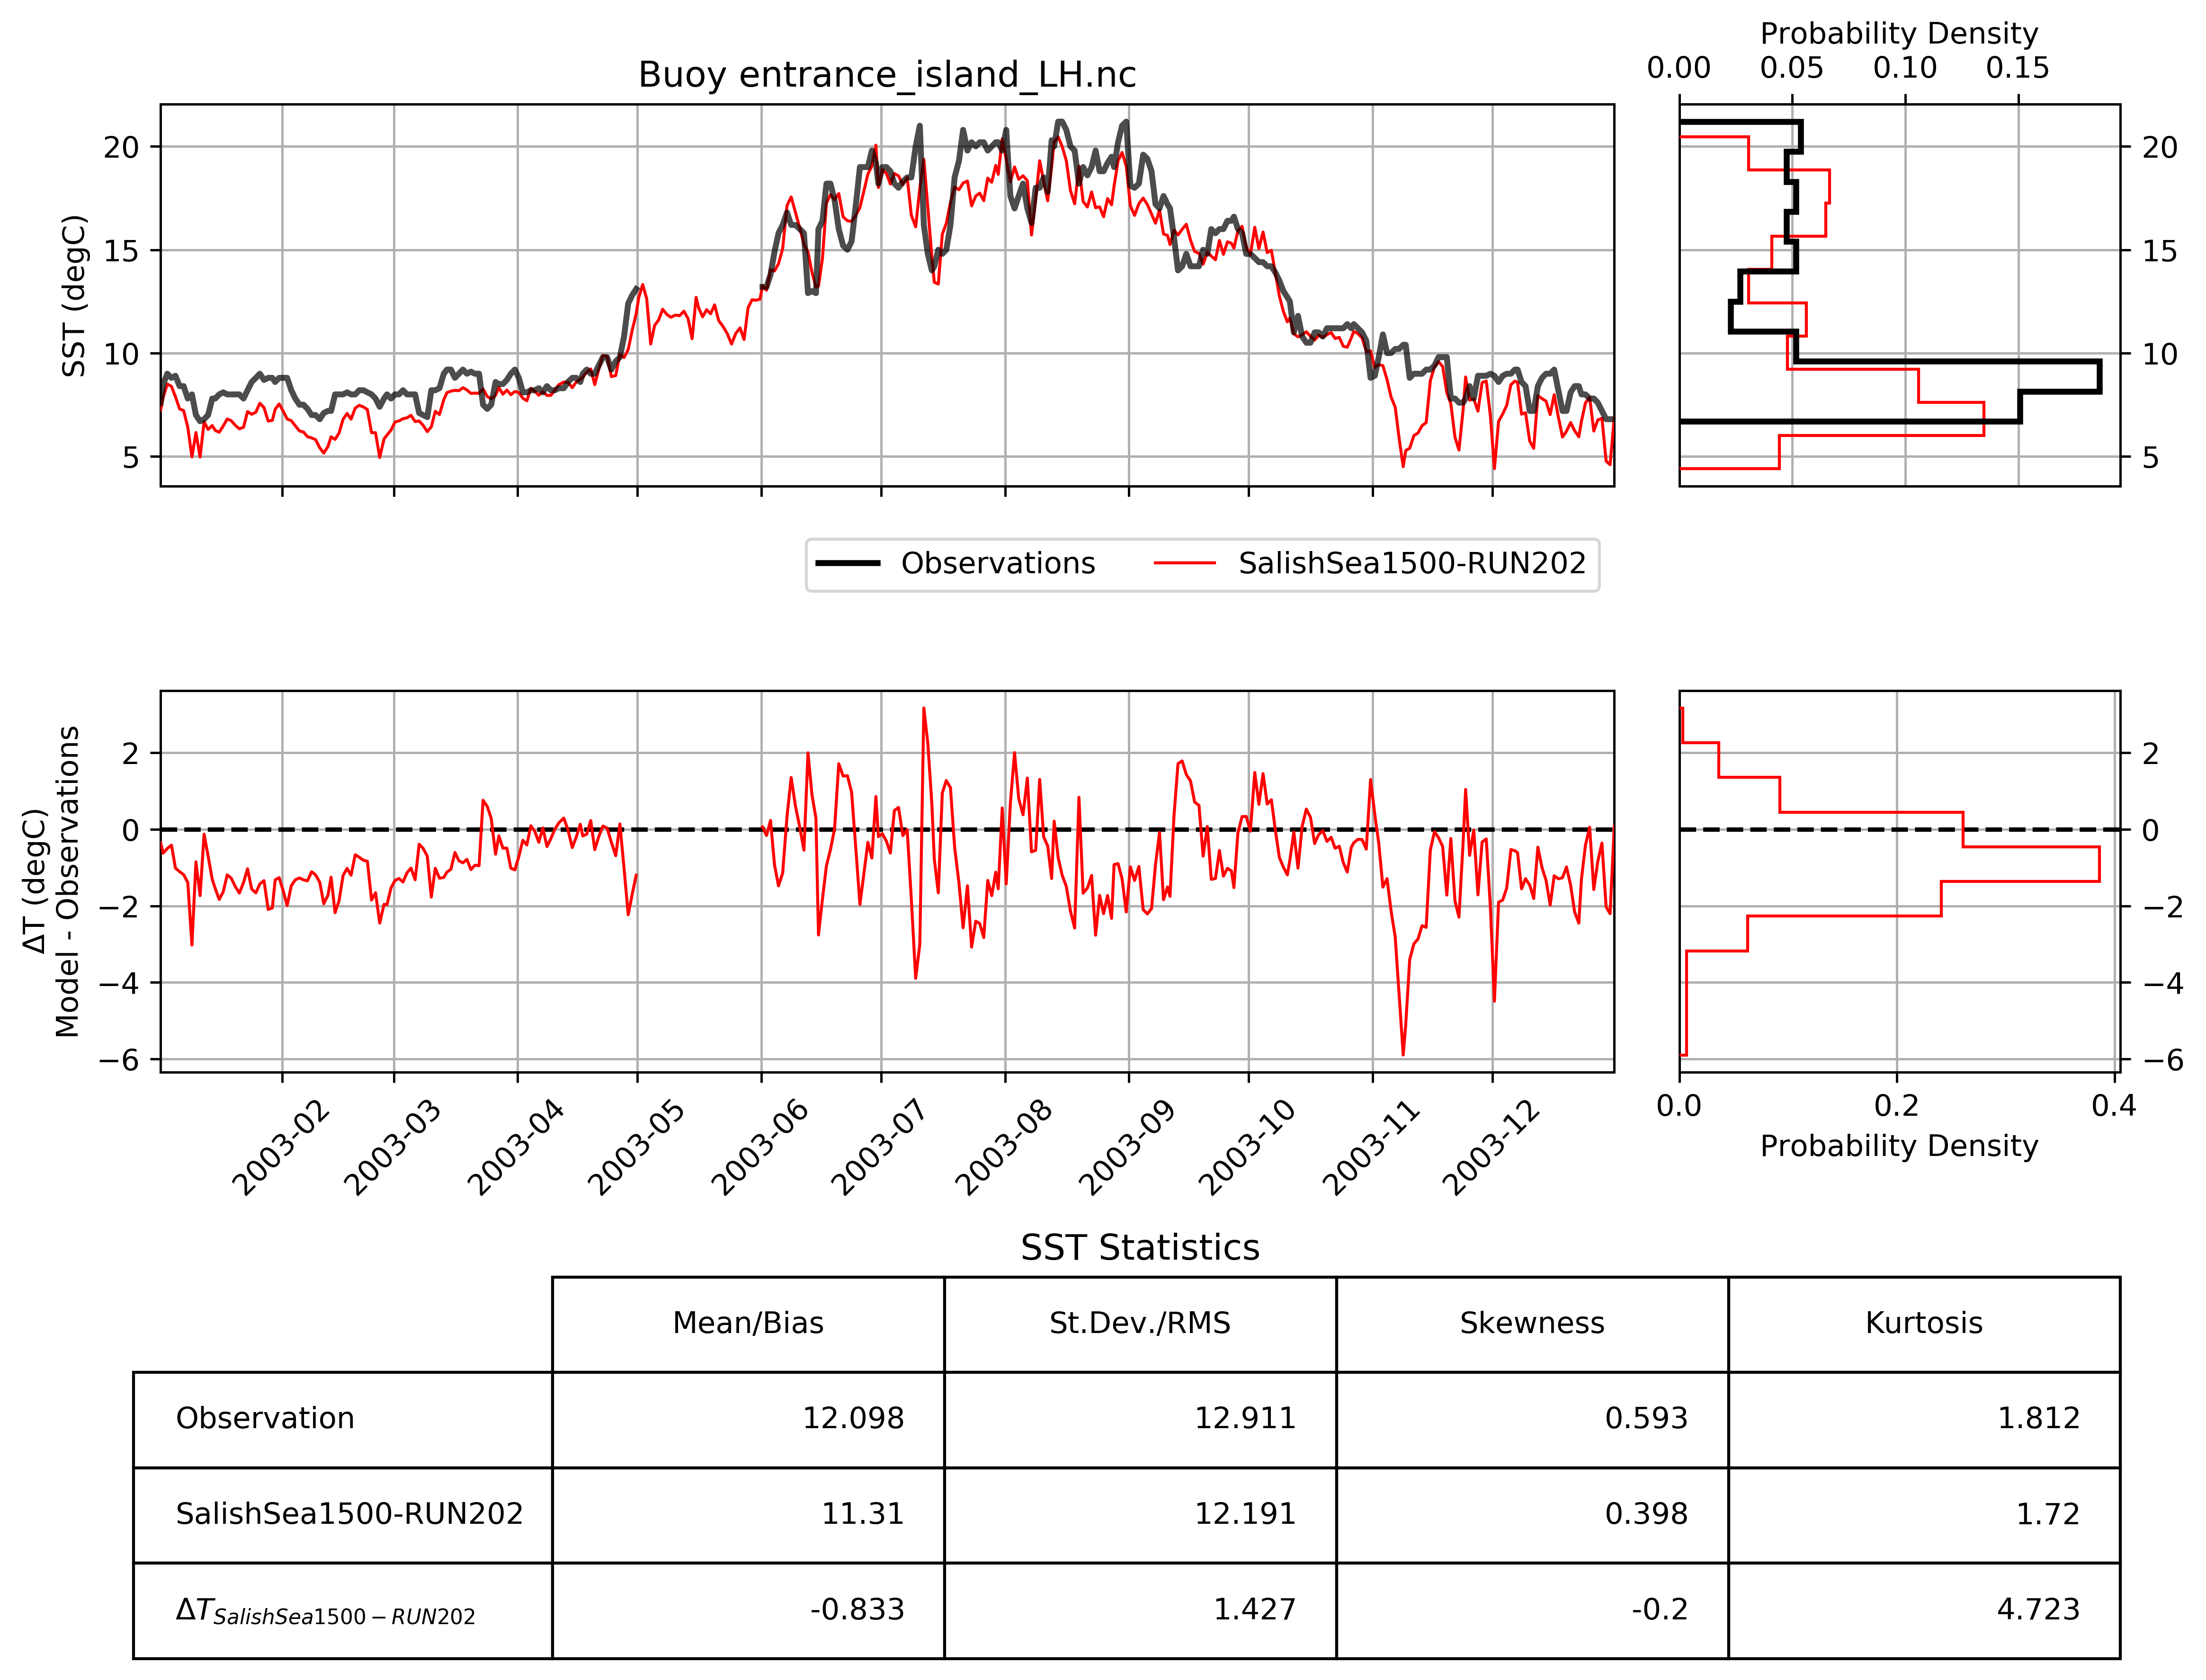 Probability Density
0.00 0.05 0.10 0.15
Buoy entrance_island_LH.nc
SST (degC)
20
15
10
5
20
15
10
5
Observations SalishSea1500-RUN202
ΔT (degC)
Model - Observations
2
0
−2
−4
−6
2
0
−2
−4
−6
2003-02 2003-03 2003-04 2003-05 2003-06 2003-07 2003-08 2003-09 2003-10 2003-11 2003-12
0.0 0.2 0.4
Probability Density
SST Statistics
Mean/Bias St.Dev./RMS Skewness Kurtosis
Observation 12.098 12.911 0.593 1.812
SalishSea1500-RUN202 11.31 12.191 0.398 1.72
ΔT SalishSea1500−RUN202 -0.833 1.427 -0.2 4.723